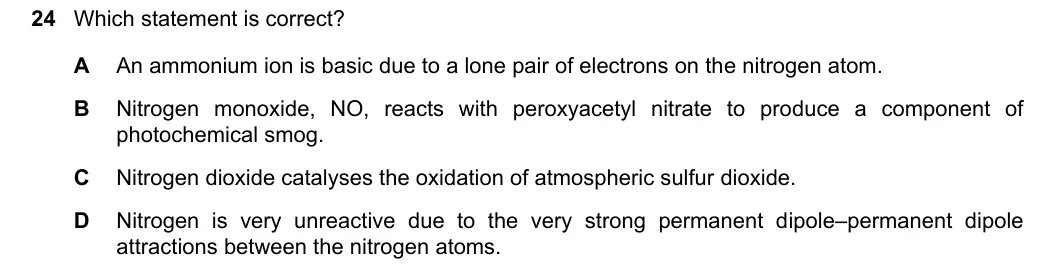 24 Which statement is correct?
A An ammonium ion is basic due to a lone pair of electrons on the nitrogen atom.
B Nitrogen monoxide, NO, reacts with peroxyacetyl nitrate to produce a component of
photochemical smog.
C Nitrogen dioxide catalyses the oxidation of atmospheric sulfur dioxide.
D Nitrogen is very unreactive due to the very strong permanent dipole–permanent dipole
attractions between the nitrogen atoms.